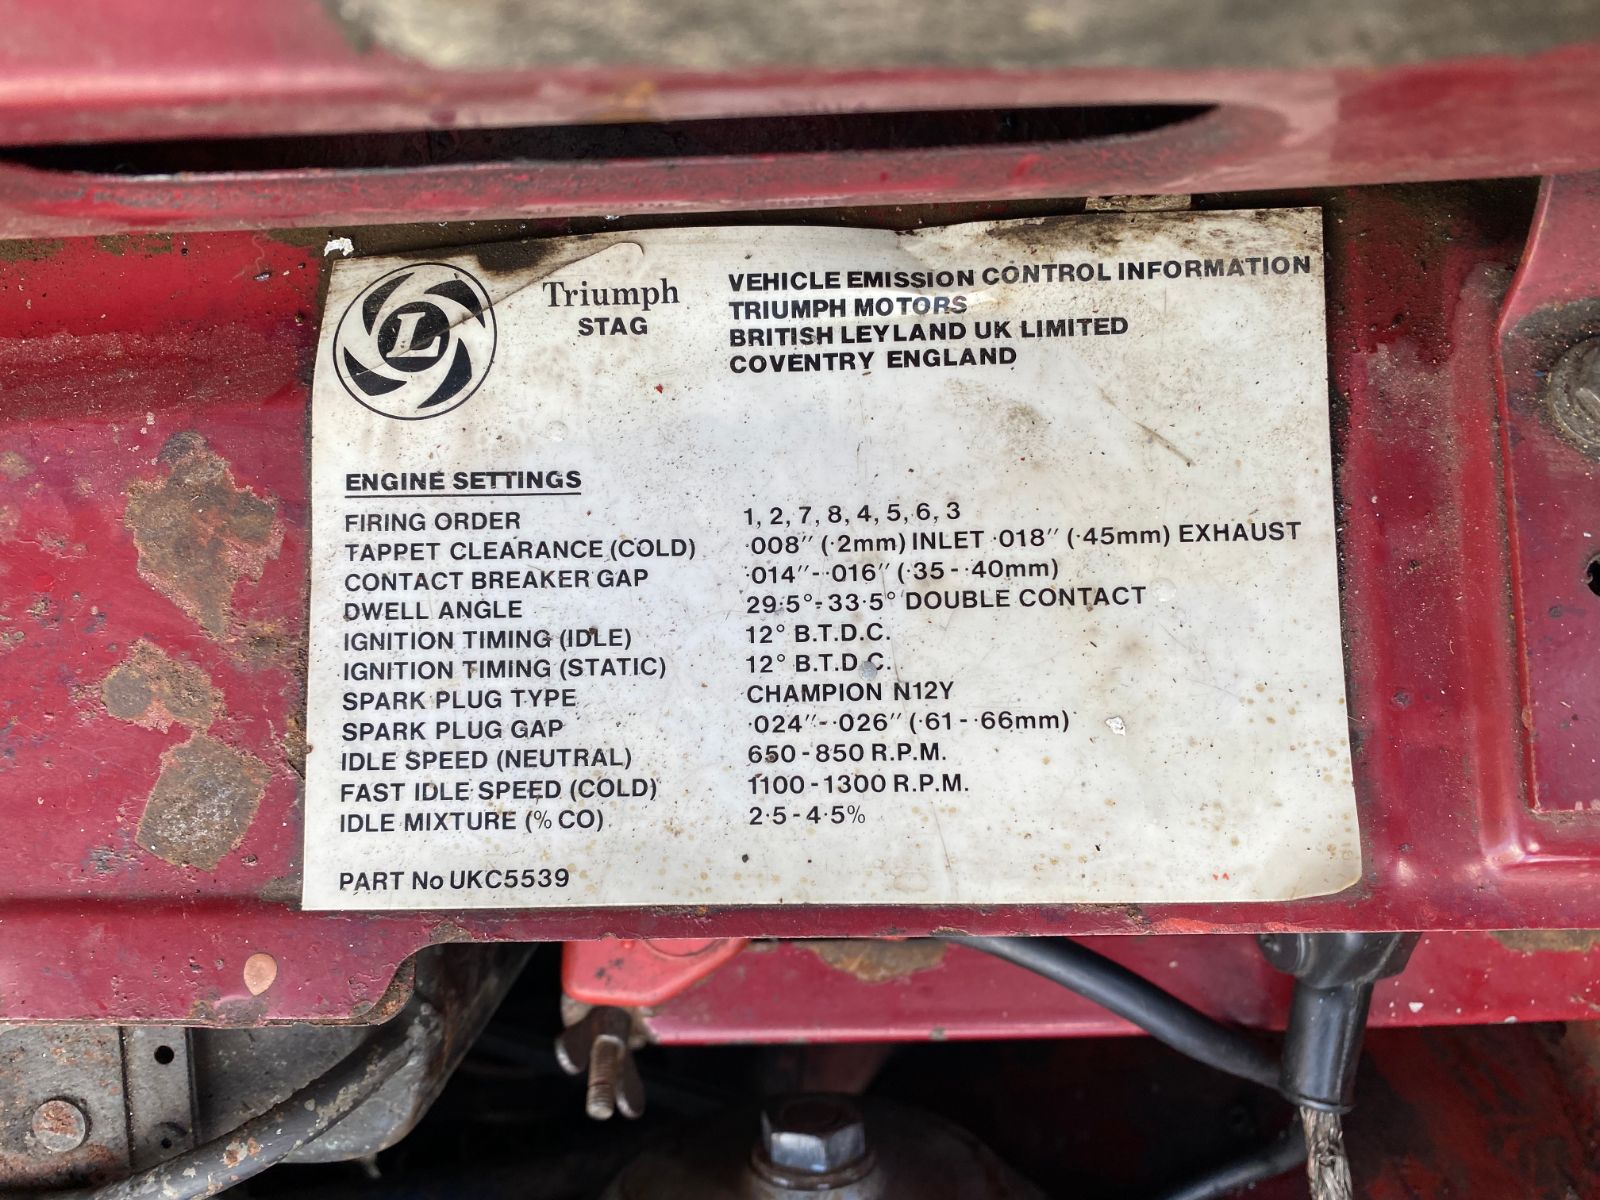 L
Triumph
STAG
VEHICLE EMISSION CONTROL INFORMATION
TRIUMPH MOTORS
BRITISH LEYLAND UK LIMITED
COVENTRY ENGLAND
ENGINE SETTINGS
FIRING ORDER 1, 2, 7, 8, 4, 5, 6, 3
TAPPET CLEARANCE (COLD) ·008″ (·2mm) INLET ·018″ (·45mm) EXHAUST
CONTACT BREAKER GAP ·014″-·016″ (·35 - ·40mm)
DWELL ANGLE 29·5°-33·5° DOUBLE CONTACT
IGNITION TIMING (IDLE) 12° B.T.D.C.
IGNITION TIMING (STATIC) 12° B.T.D.C.
SPARK PLUG TYPE CHAMPION N12Y
SPARK PLUG GAP ·024″-·026″ (·61 - ·66mm)
IDLE SPEED (NEUTRAL) 650 - 850 R.P.M.
FAST IDLE SPEED (COLD) 1100 - 1300 R.P.M.
IDLE MIXTURE (% CO) 2·5 - 4·5%
PART No UKC5539